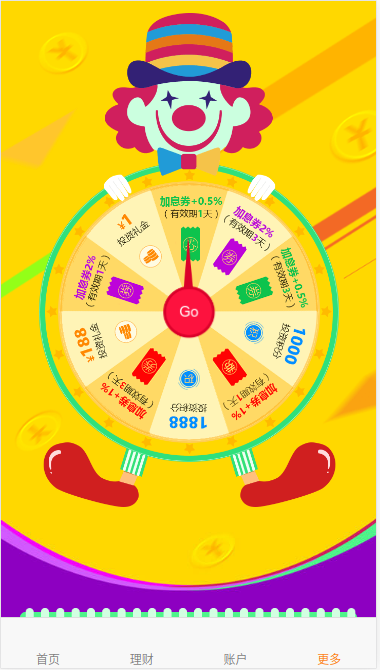 加息券+0.5%
(有效期1天)
加息券2%
(有效期3天)
加息券+0.5%
(有效期3天)
1000
投资积分
加息券+1%
(有效期1天)
1888
投资积分
加息券+1%
(有效期3天)
¥188
投资礼金
加息券2%
(有效期1天)
¥1
投资礼金
Go
首页
理财
账户
更多